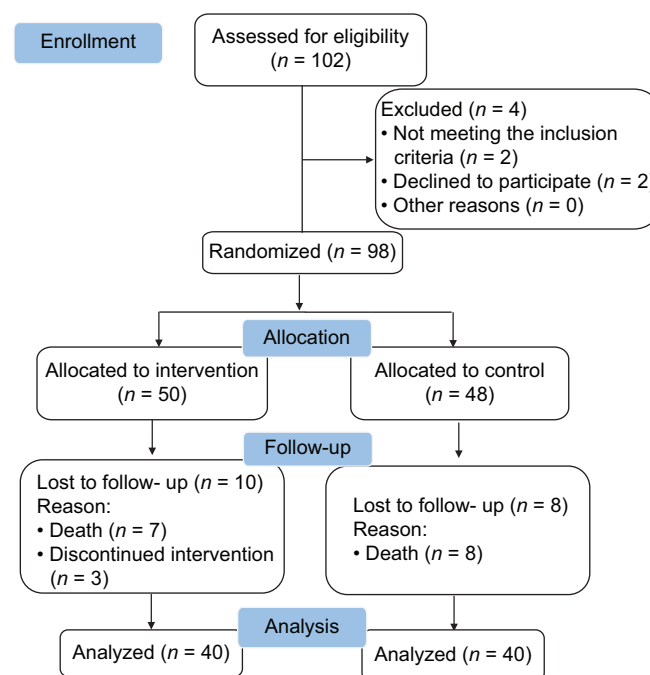 Enrollment
Assessed for eligibility
(n = 102)
Excluded (n = 4)
• Not meeting the inclusion
criteria (n = 2)
• Declined to participate (n = 2)
• Other reasons (n = 0)
Randomized (n = 98)
Allocation
Allocated to intervention
(n = 50)
Allocated to control
(n = 48)
Follow-up
Lost to follow- up (n = 10)
Reason:
• Death (n = 7)
• Discontinued intervention
(n = 3)
Lost to follow- up (n = 8)
Reason:
• Death (n = 8)
Analysis
Analyzed (n = 40)
Analyzed (n = 40)